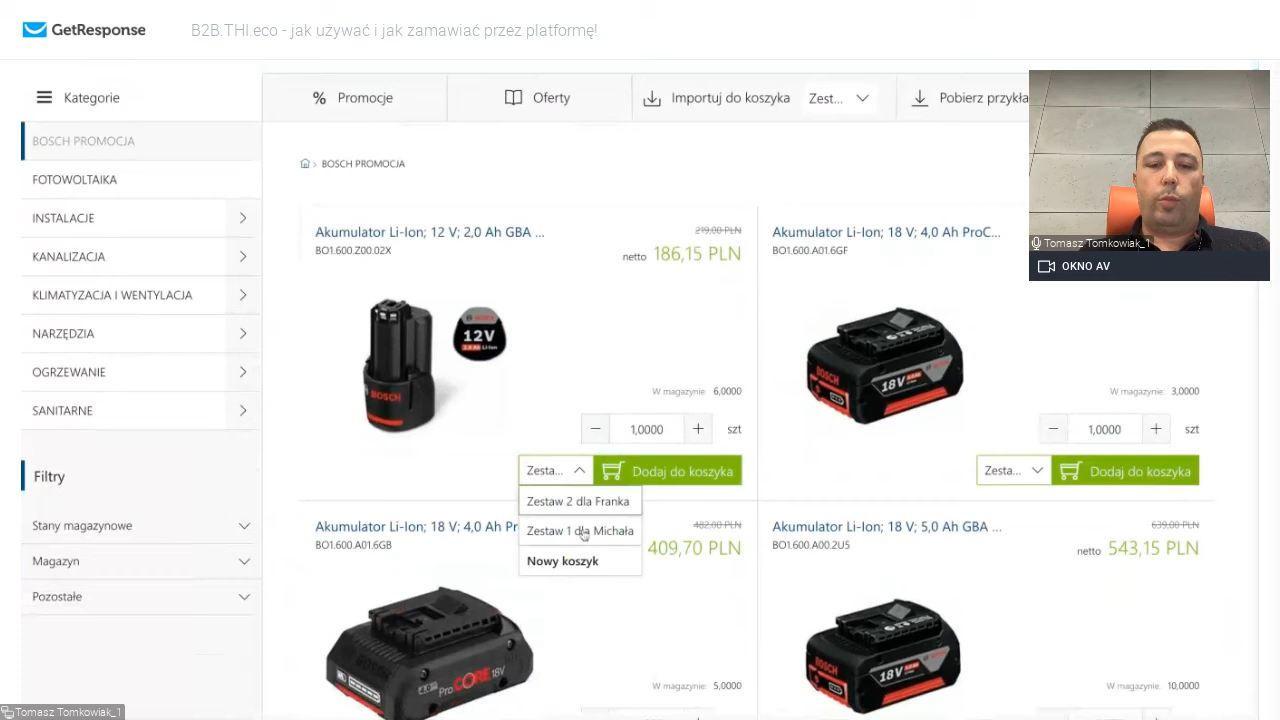 GetResponse
B2B.THI.eco - jak używać i jak zamawiać przez platformę!
Kategorie
Promocje
Oferty
Importuj do koszyka
Zest...
Pobierz przykła
BOSCH PROMOCJA
FOTOWOLTAIKA
INSTALACJE
KANALIZACJA
KLIMATYZACJA I WENTYLACJA
NARZĘDZIA
OGRZEWANIE
SANITARNE
Filtry
Stany magazynowe
Magazyn
Pozostałe
BOSCH PROMOCJA
Akumulator Li-Ion; 12 V; 2,0 Ah GBA ...
BO1.600.Z00.02X
219,00 PLN
netto 186,15 PLN
BOSCH
12V
W magazynie: 6,0000
1,0000 szt
Zesta... Dodaj do koszyka
Zestaw 2 dla Franka
Zestaw 1 dla Michała
Nowy koszyk
Akumulator Li-Ion; 18 V; 4,0 Ah ProC...
BO1.600.A01.6GF
BOSCH
18V
W magazynie: 3,0000
1,0000 szt
Zesta... Dodaj do koszyka
Akumulator Li-Ion; 18 V; 4,0 Ah Pr
BO1.600.A01.6GB
482,00 PLN
409,70 PLN
ProCORE 18V
W magazynie: 5,0000
Akumulator Li-Ion; 18 V; 5,0 Ah GBA ...
BO1.600.A00.2U5
639,00 PLN
netto 543,15 PLN
BOSCH
18V
W magazynie: 10,0000
Tomasz Tomkowiak_1
OKNO AV
Tomasz Tomkowiak_1